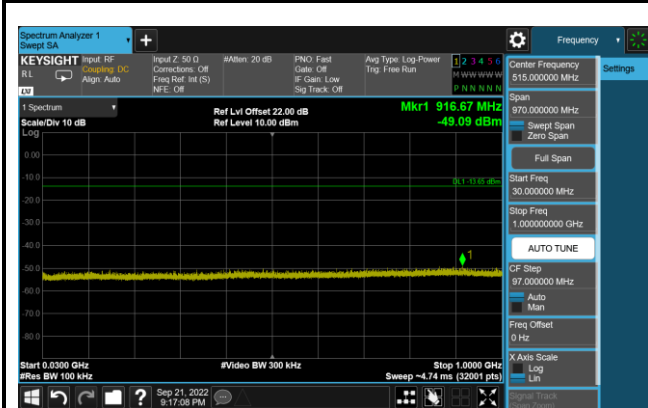 Spectrum Analyzer 1
Swept SA
+
Frequency
KEYSIGHT
RL
Input: RF
Coupling: DC
Align: Auto
Input Z: 50 Ω
Corrections: Off
Freq Ref: Int (S)
NFE: Off
#Atten: 20 dB
PNO: Fast
Gate: Off
IF Gain: Low
Sig Track: Off
Avg Type: Log-Power
Trig: Free Run
1 2 3 4 5 6
M W W W W W
P N N N N N
1 Spectrum
Scale/Div 10 dB
Log
Ref Lvl Offset 22.00 dB
Ref Level 10.00 dBm
Mkr1 916.67 MHz
-49.09 dBm
0.00
-10.0
-20.0
-30.0
-40.0
-50.0
-60.0
-70.0
-80.0
DL1 -13.65 dBm
1
Start 0.0300 GHz
#Res BW 100 kHz
#Video BW 300 kHz
Stop 1.0000 GHz
Sweep ~4.74 ms (32001 pts)
Center Frequency
515.000000 MHz
Settings
Span
970.000000 MHz
Swept Span
Zero Span
Full Span
Start Freq
30.000000 MHz
Stop Freq
1.000000000 GHz
AUTO TUNE
CF Step
97.000000 MHz
Auto
Man
Freq Offset
0 Hz
X Axis Scale
Log
Lin
Signal Track
(Span Zoom)
?
Sep 21, 2022
9:17:08 PM